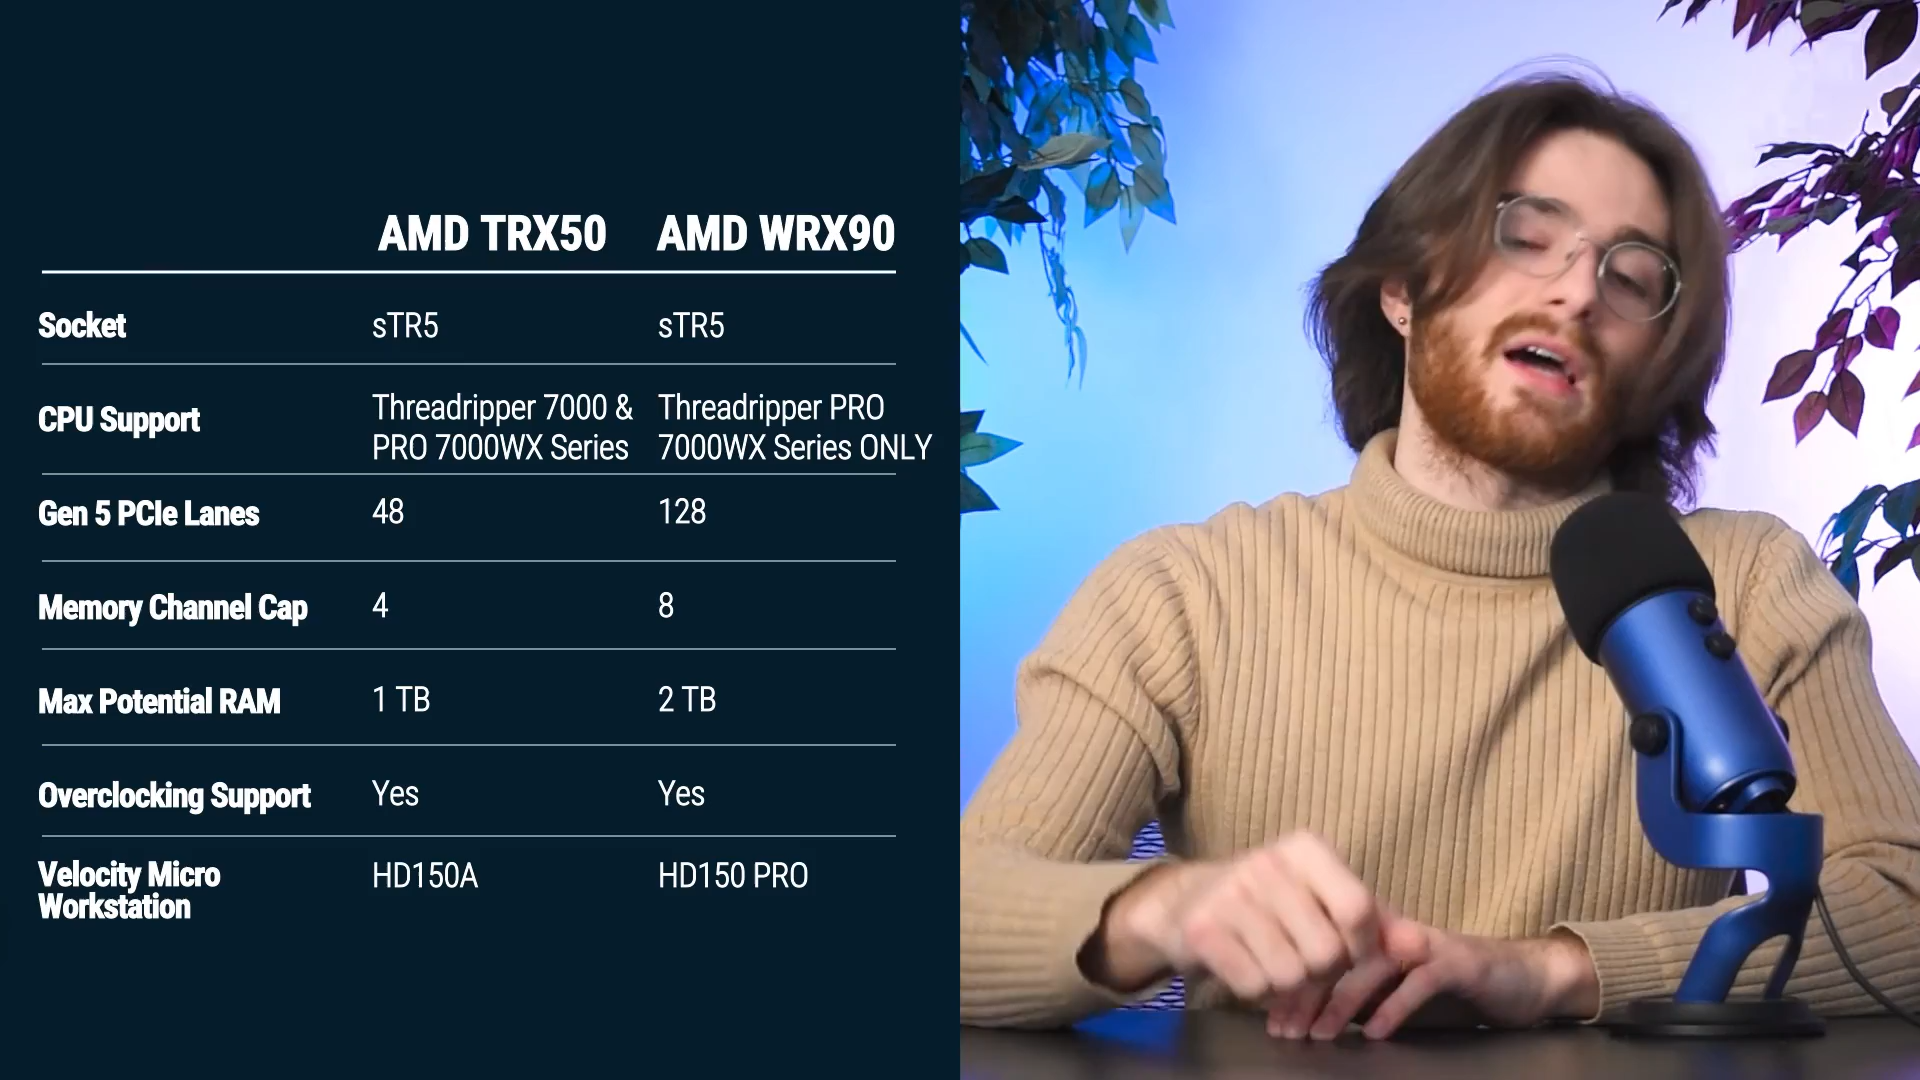 AMD TRX50 AMD WRX90
Socket sTR5 sTR5
CPU Support Threadripper 7000 & Threadripper PRO
PRO 7000WX Series 7000WX Series ONLY
Gen 5 PCIe Lanes 48 128
Memory Channel Cap 4 8
Max Potential RAM 1 TB 2 TB
Overclocking Support Yes Yes
Velocity Micro HD150A HD150 PRO
Workstation